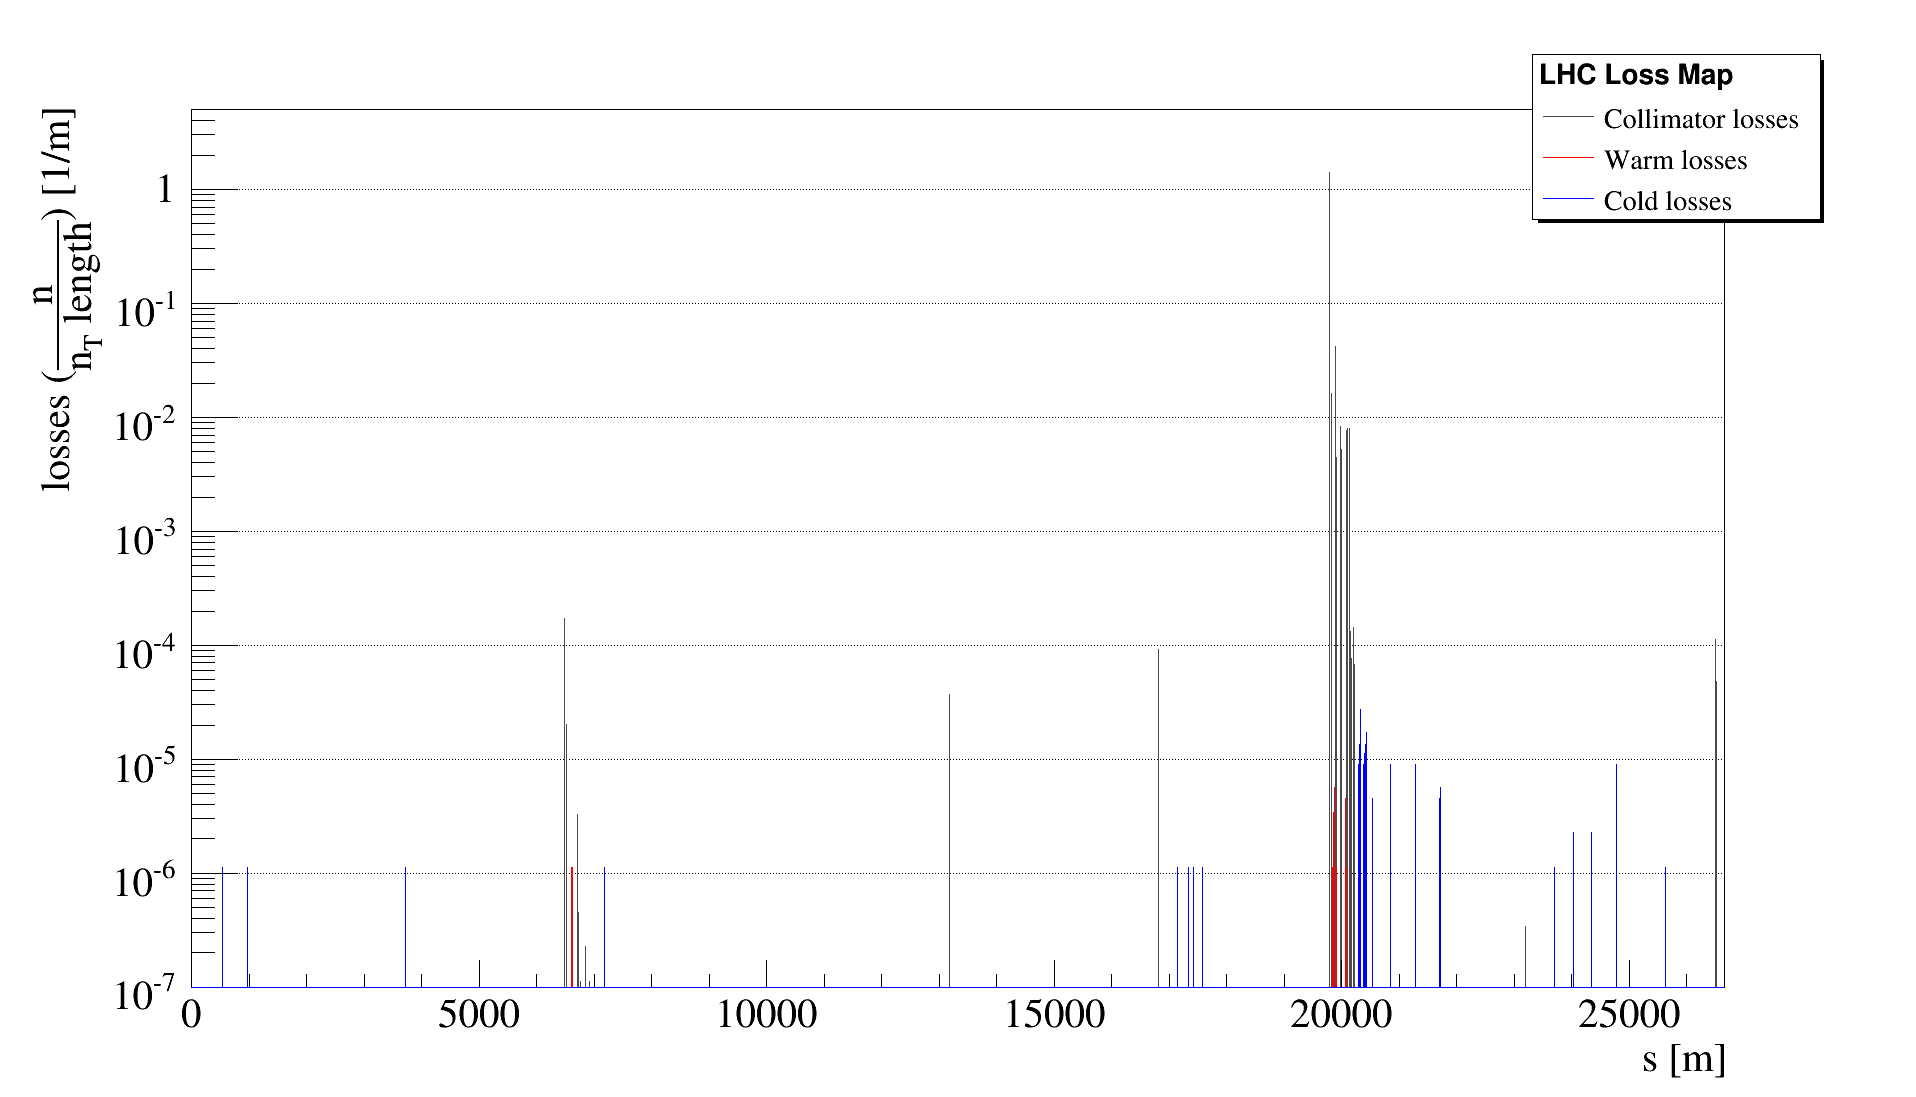 LHC Loss Map
Collimator losses
Warm losses
Cold losses
losses (n/n_T length) [1/m]
1
10^-1
10^-2
10^-3
10^-4
10^-5
10^-6
10^-7
0 5000 10000 15000 20000 25000
s [m]